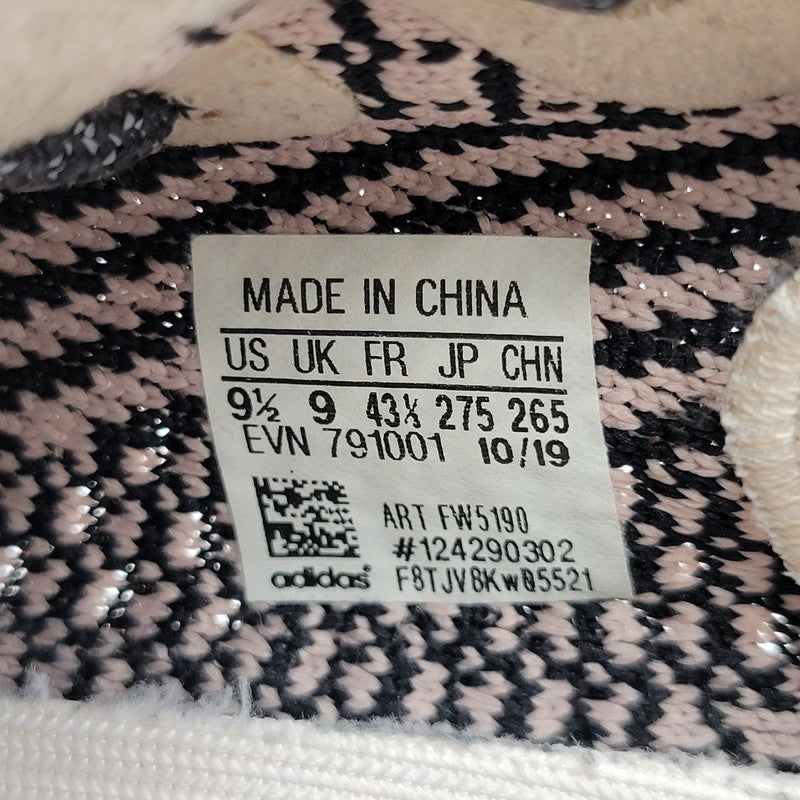 MADE IN CHINA
US UK FR JP CHN
9½ 9 43⅓ 275 265
EVN 791001 10/19
ART FW5190
#124290302
adidas F8TJV8KW05521